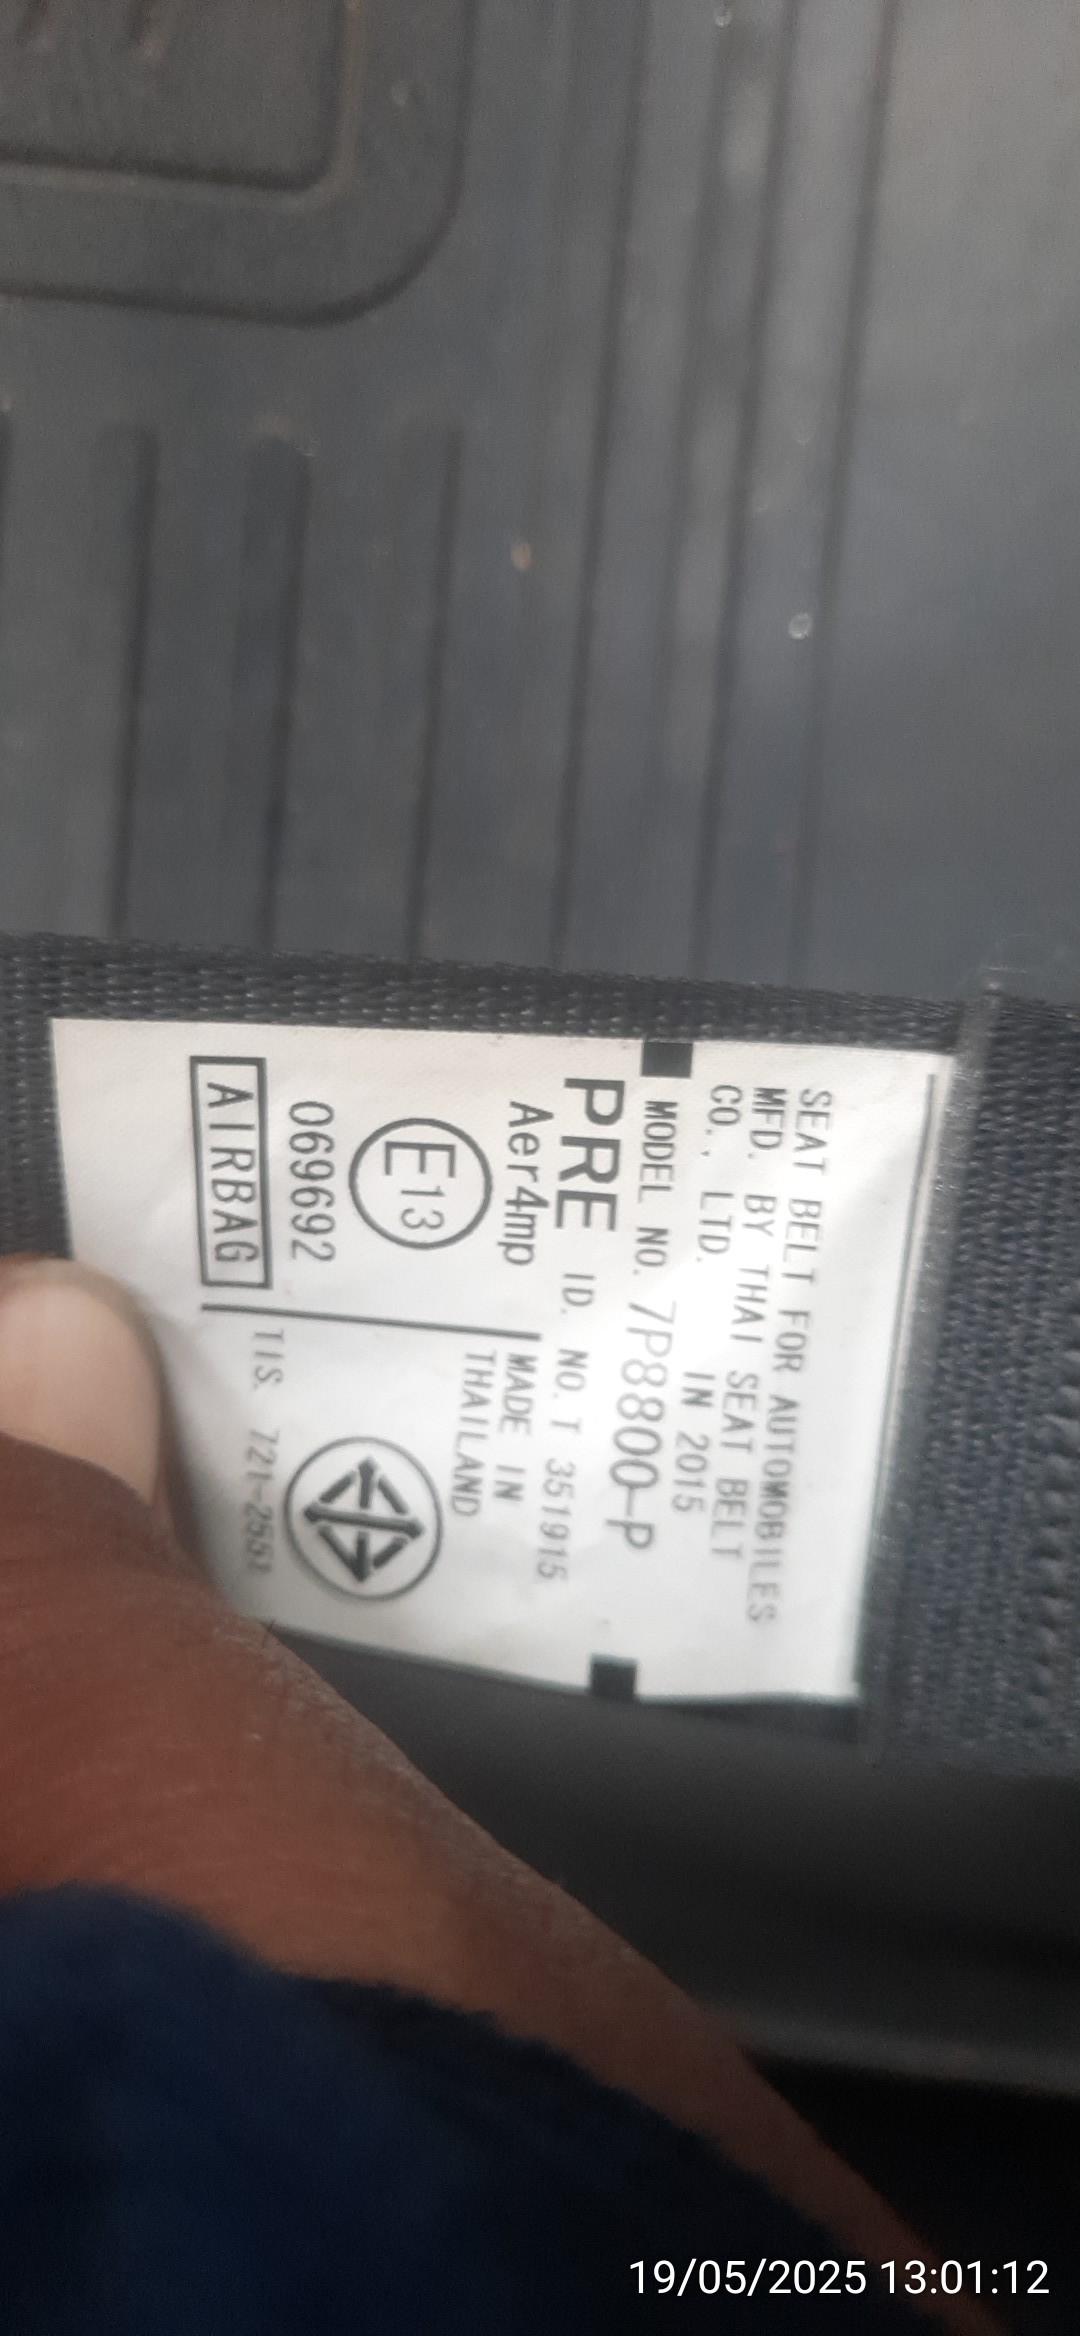 SEAT BELT FOR AUTOMOBILES
MFD. BY THAI SEAT BELT
CO., LTD. IN 2015
MODEL NO. 7P8800-P
PRE ID. NO. T 351915
Aer4mp
MADE IN
THAILAND
E13
069692
AIRBAG
TIS. 721-2551
19/05/2025 13:01:12